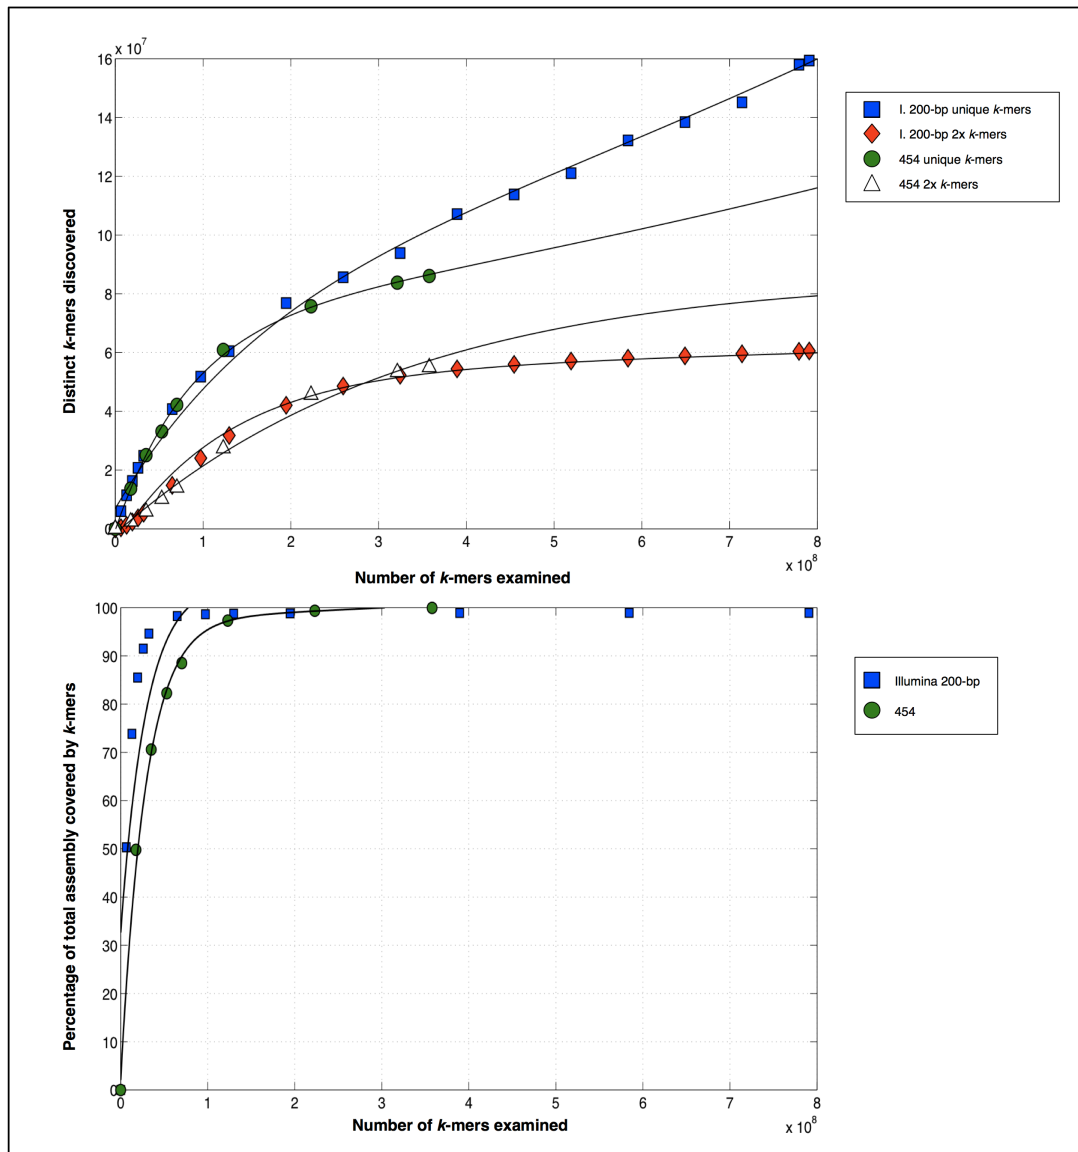 x 10^7
16
14
12
10
8
6
4
2
0
0 1 2 3 4 5 6 7 8
x 10^8
Distinct k-mers discovered
Number of k-mers examined
I. 200-bp unique k-mers
I. 200-bp 2x k-mers
454 unique k-mers
454 2x k-mers
100
90
80
70
60
50
40
30
20
10
0
0 1 2 3 4 5 6 7 8
x 10^8
Percentage of total assembly covered by k-mers
Number of k-mers examined
Illumina 200-bp
454